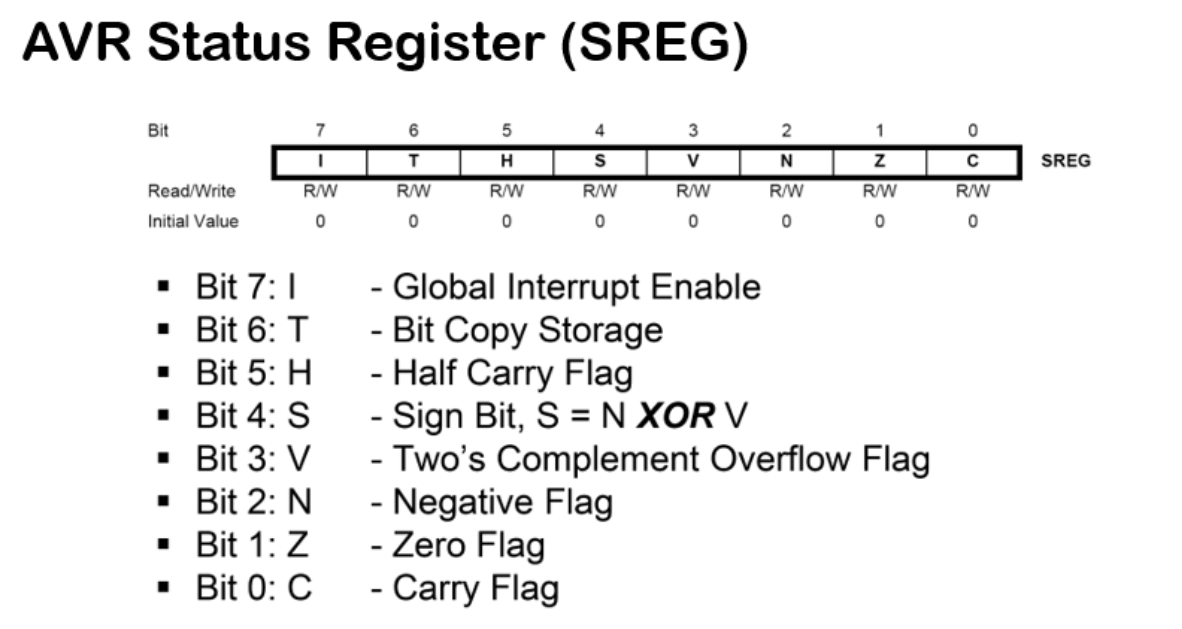 AVR Status Register (SREG)
Bit 7 6 5 4 3 2 1 0
I T H S V N Z C SREG
Read/Write R/W R/W R/W R/W R/W R/W R/W R/W
Initial Value 0 0 0 0 0 0 0 0
▪ Bit 7: I - Global Interrupt Enable
▪ Bit 6: T - Bit Copy Storage
▪ Bit 5: H - Half Carry Flag
▪ Bit 4: S - Sign Bit, S = N XOR V
▪ Bit 3: V - Two’s Complement Overflow Flag
▪ Bit 2: N - Negative Flag
▪ Bit 1: Z - Zero Flag
▪ Bit 0: C - Carry Flag